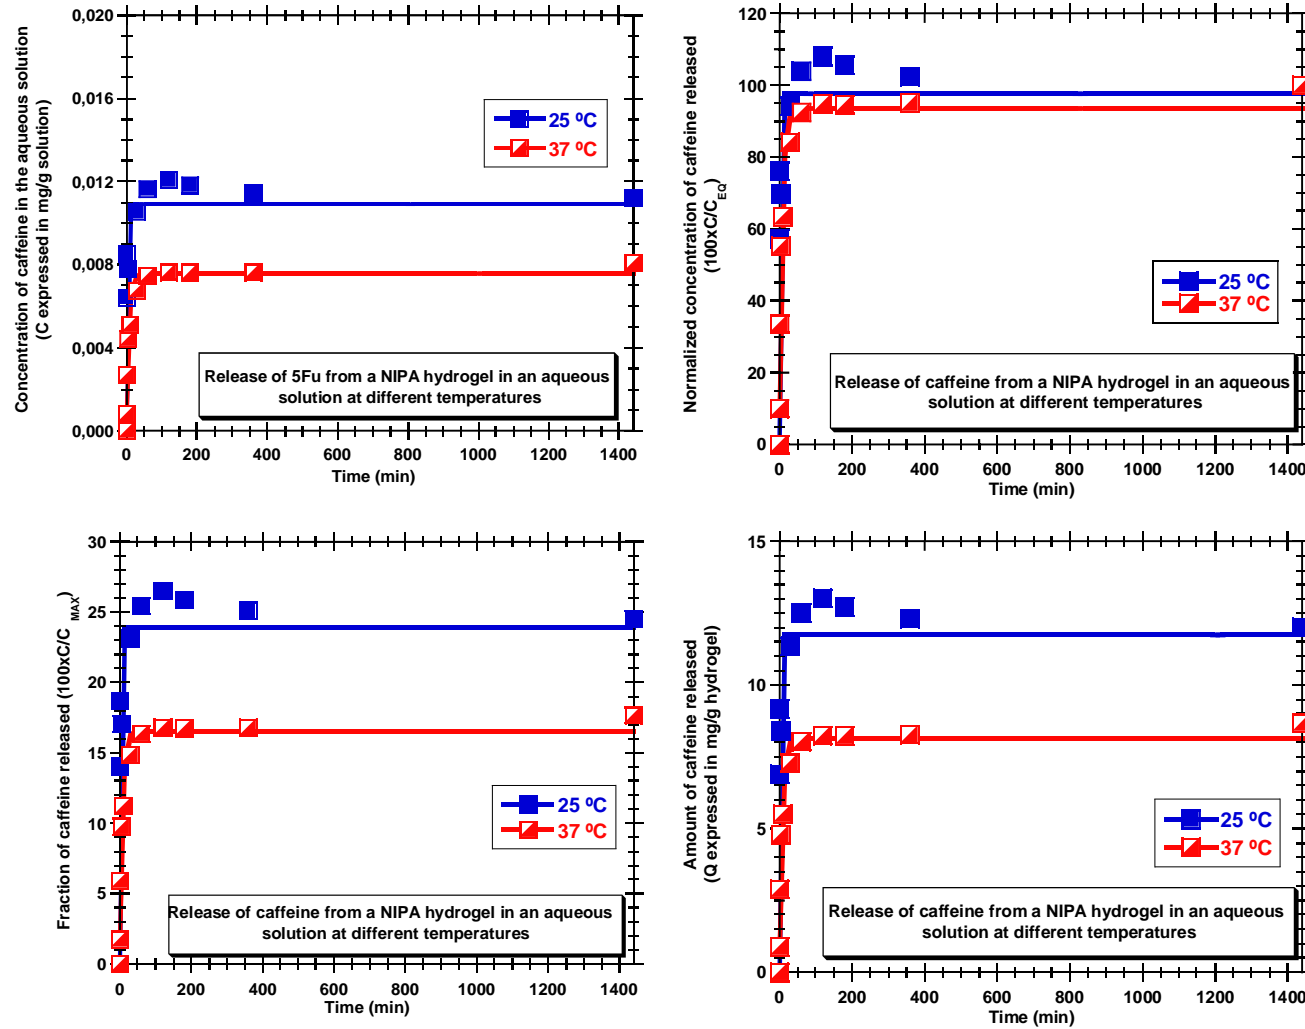 Concentration of caffeine in the aqueous solution
(C expressed in mg/g solution)
0,020
0,016
0,012
0,008
0,004
0,000
25 ºC
37 ºC
Release of 5Fu from a NIPA hydrogel in an aqueous
solution at different temperatures
0 200 400 600 800 1000 1200 1400
Time (min)
Normalized concentration of caffeine released
(100xC/C_EQ)
120
100
80
60
40
20
0
25 ºC
37 ºC
Release of caffeine from a NIPA hydrogel in an aqueous
solution at different temperatures
0 200 400 600 800 1000 1200 1400
Time (min)
Fraction of caffeine released (100xC/C_MAX)
30
25
20
15
10
5
0
25 ºC
37 ºC
Release of caffeine from a NIPA hydrogel in an aqueous
solution at different temperatures
0 200 400 600 800 1000 1200 1400
Time (min)
Amount of caffeine released
(Q expressed in mg/g hydrogel)
15
10
5
0
25 ºC
37 ºC
Release of caffeine from a NIPA hydrogel in an aqueous
solution at different temperatures
0 200 400 600 800 1000 1200 1400
Time (min)